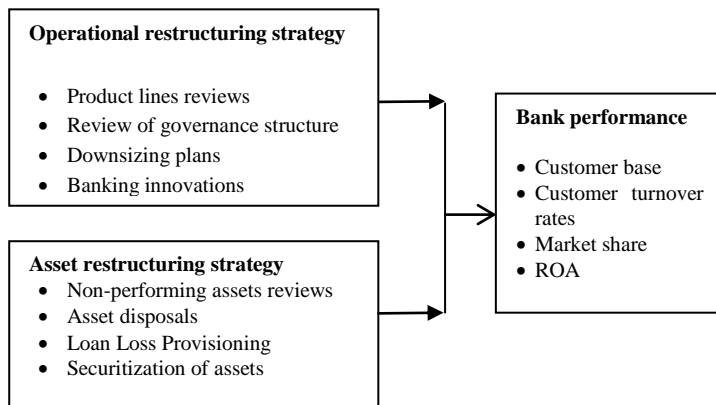 Operational restructuring strategy
• Product lines reviews
• Review of governance structure
• Downsizing plans
• Banking innovations
Asset restructuring strategy
• Non-performing assets reviews
• Asset disposals
• Loan Loss Provisioning
• Securitization of assets
Bank performance
• Customer base
• Customer turnover
rates
• Market share
• ROA